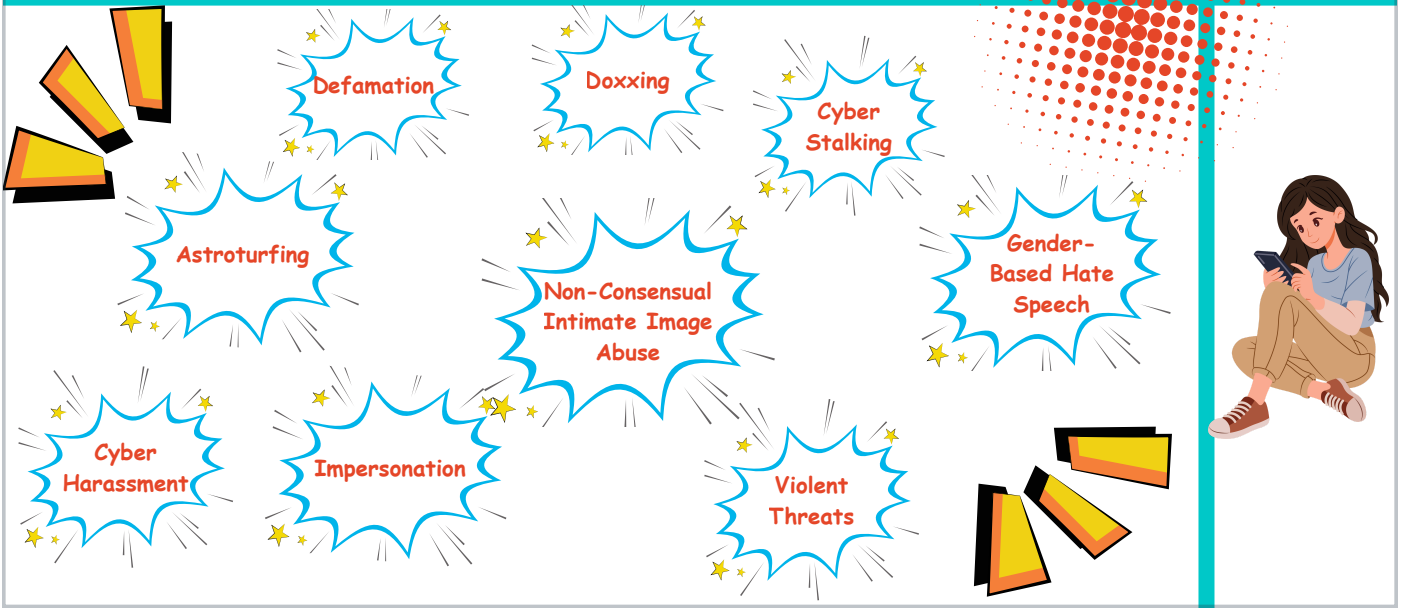 Defamation
Doxxing
Cyber
Stalking
Astroturfing
Non-Consensual
Intimate Image
Abuse
Gender-
Based Hate
Speech
Cyber
Harassment
Impersonation
Violent
Threats